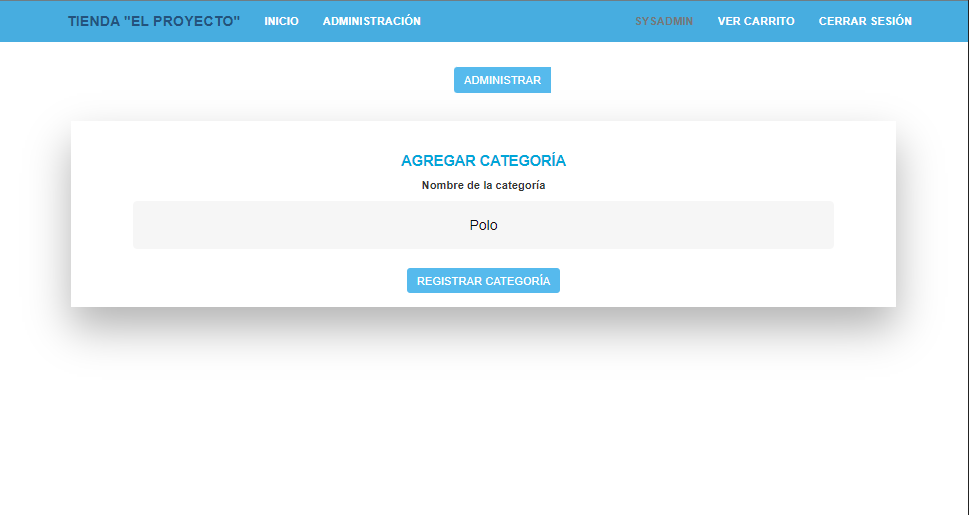 TIENDA "EL PROYECTO" INICIO ADMINISTRACIÓN SYSADMIN VER CARRITO CERRAR SESIÓN
ADMINISTRAR
AGREGAR CATEGORÍA
Nombre de la categoría
Polo
REGISTRAR CATEGORÍA